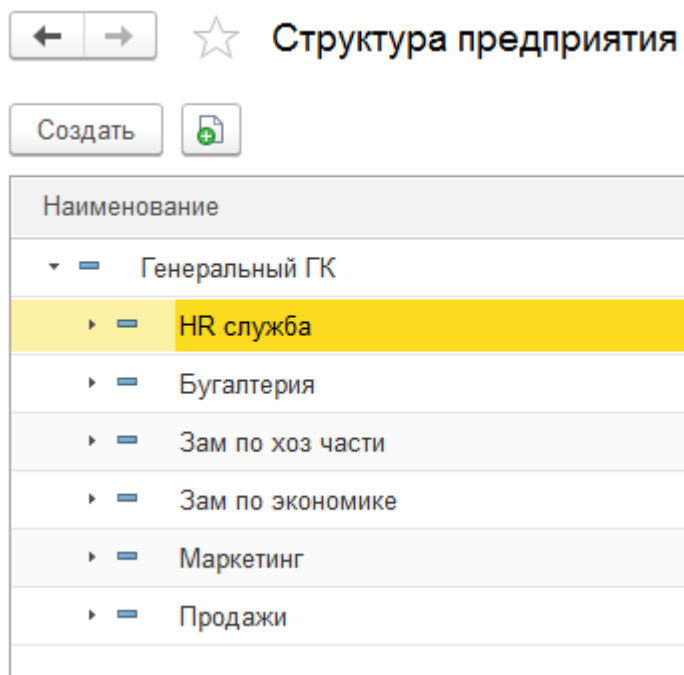 Структура предприятия
Создать
Наименование
Генеральный ГК
HR служба
Бугалтерия
Зам по хоз части
Зам по экономике
Маркетинг
Продажи